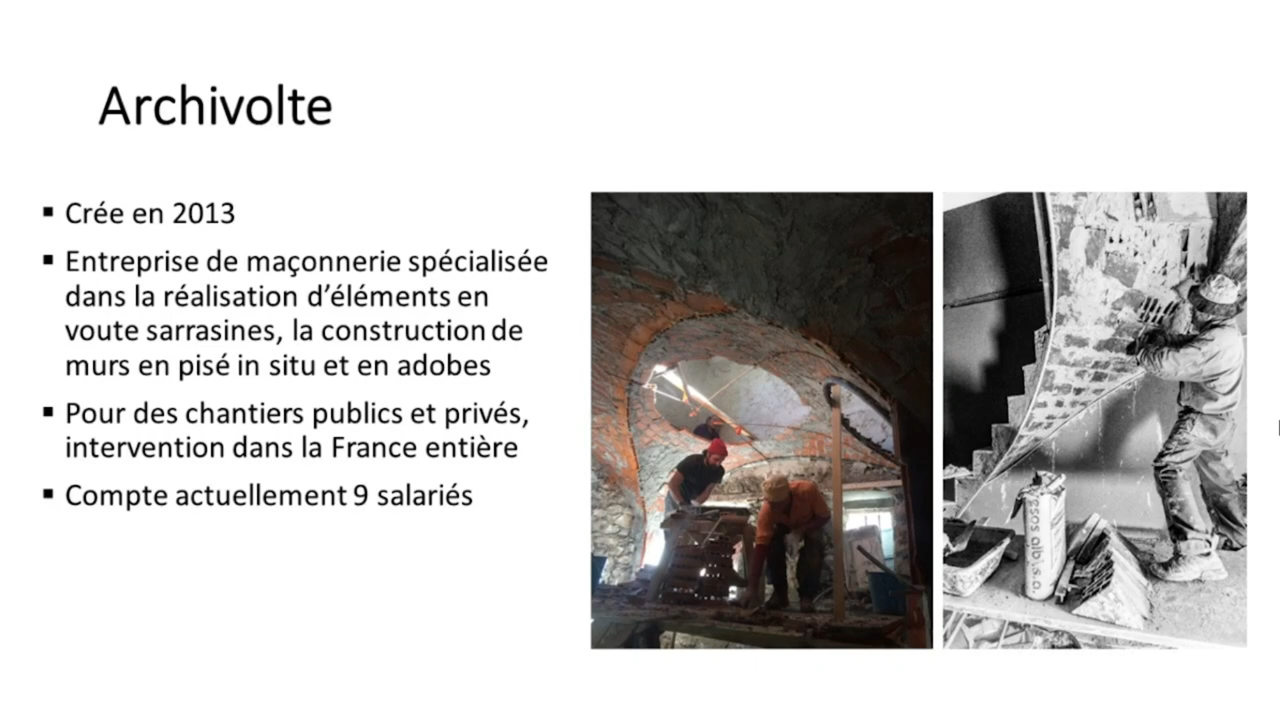 Archivolte
▪ Crée en 2013
▪ Entreprise de maçonnerie spécialisée
dans la réalisation d’éléments en
voute sarrasines, la construction de
murs en pisé in situ et en adobes
▪ Pour des chantiers publics et privés,
intervention dans la France entière
▪ Compte actuellement 9 salariés